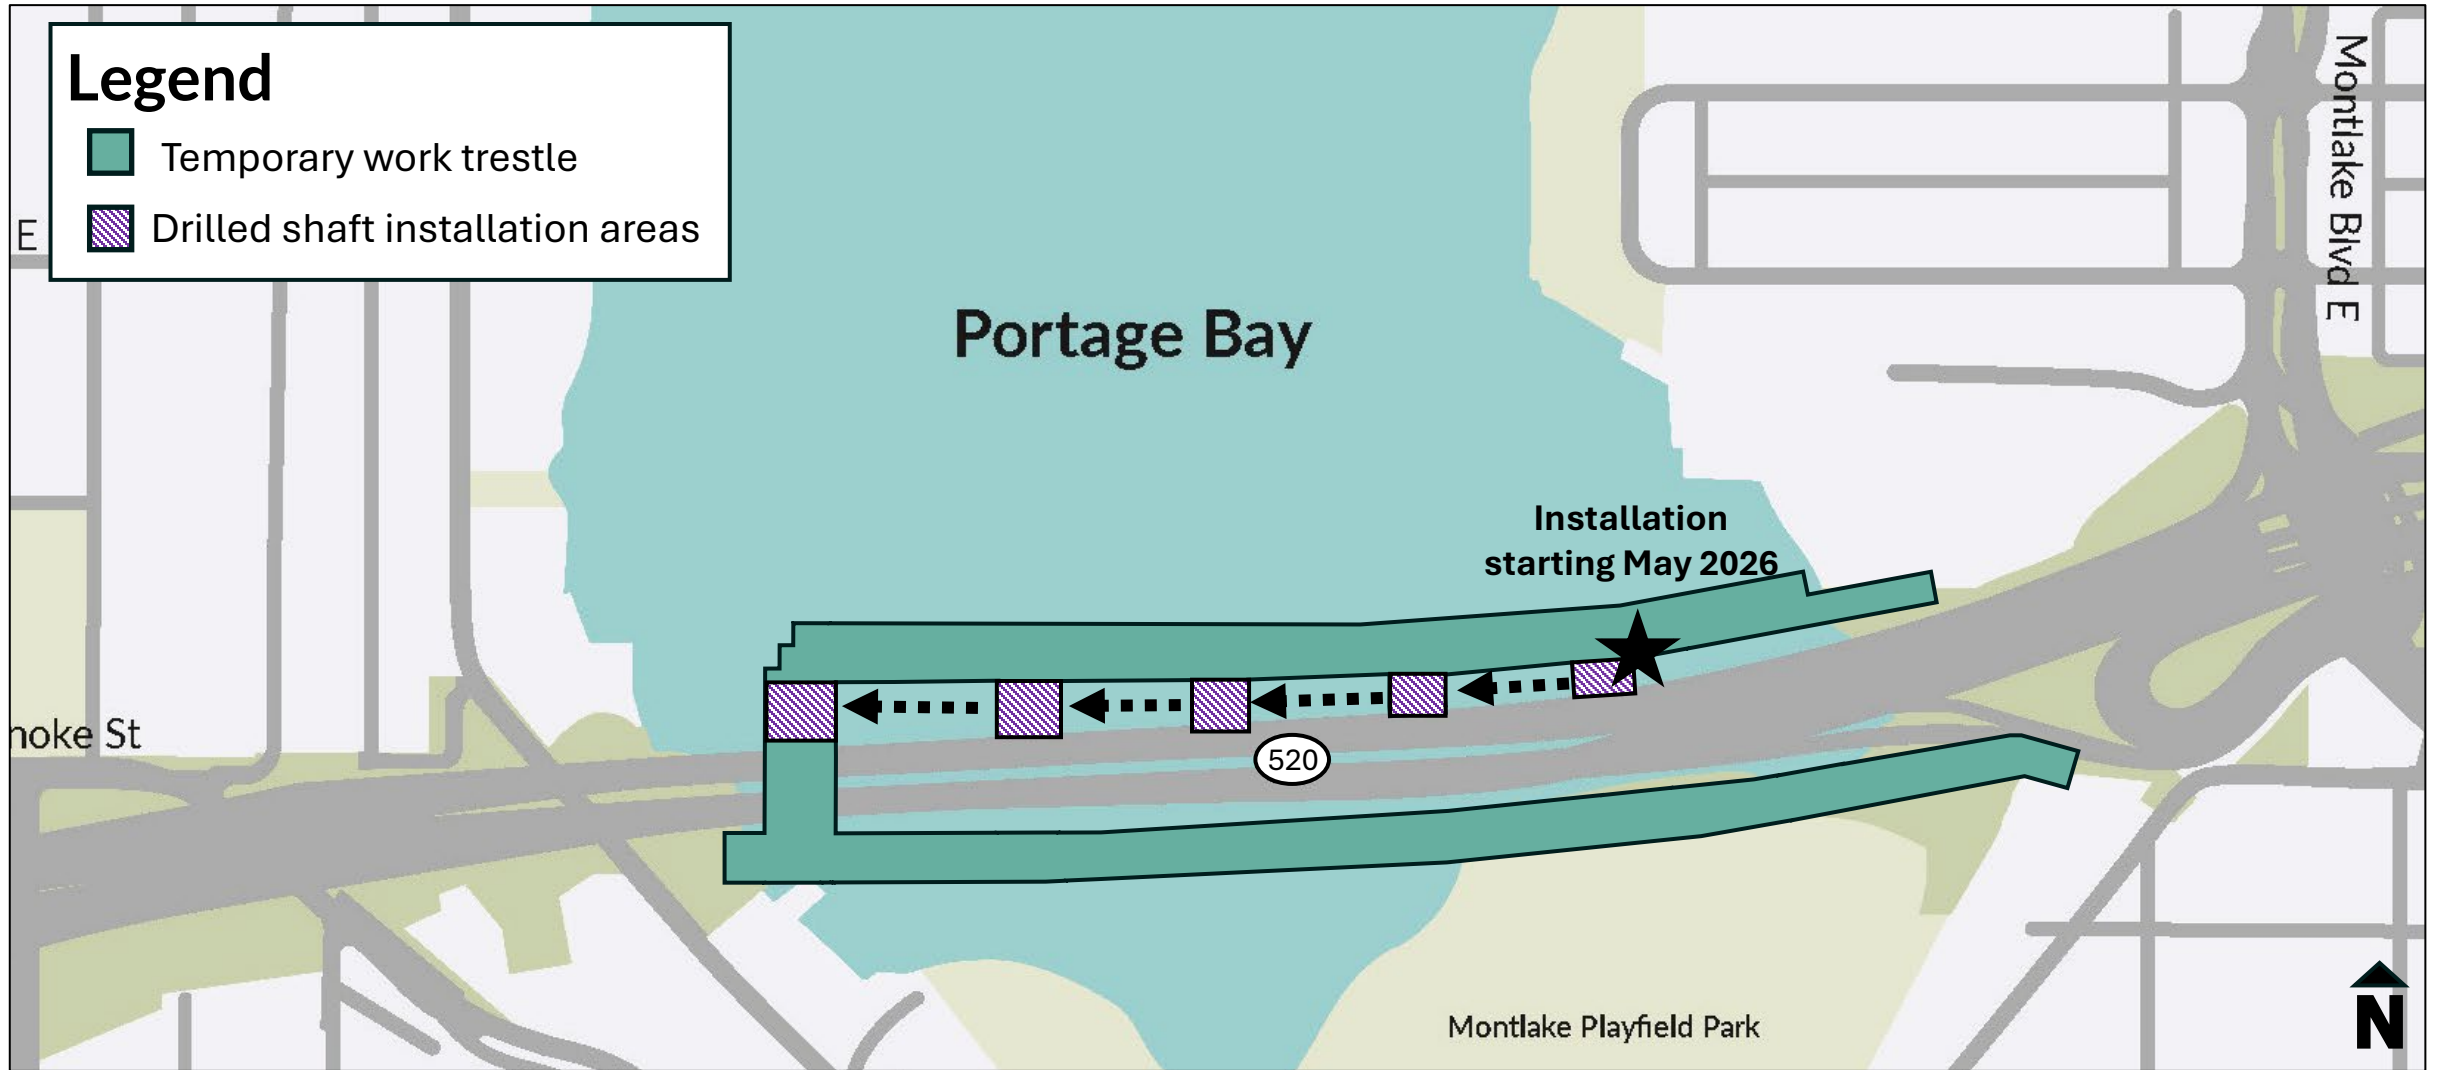 Legend
Temporary work trestle
Drilled shaft installation areas
E
Montlake Blvd E
Portage Bay
Installation
starting May 2026
noke St
520
Montlake Playfield Park
N